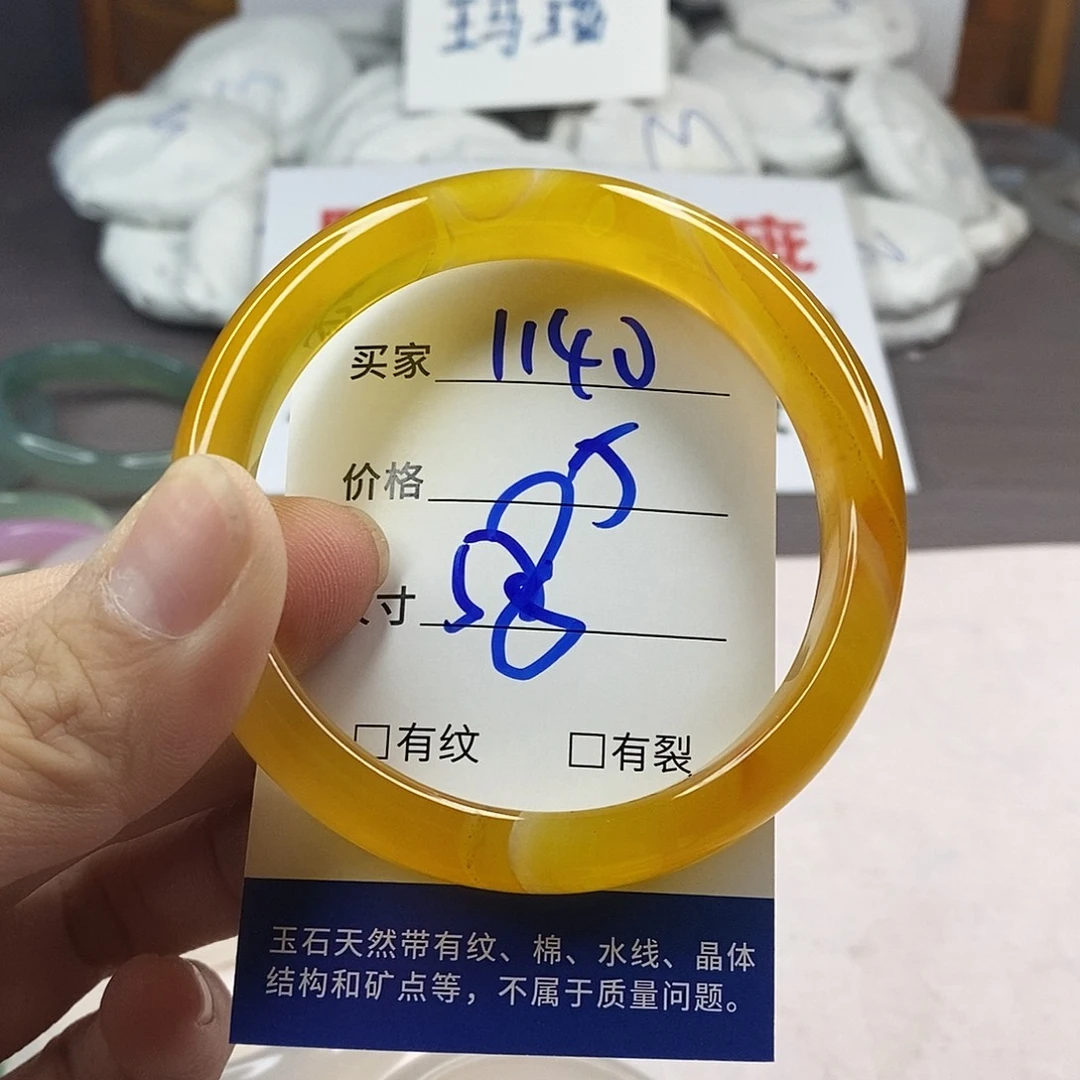 玛瑙
疵
买家 1140
价格
寸 58
□有纹 □有裂
玉石天然带有纹、棉、水线、晶体
结构和矿点等，不属于质量问题。